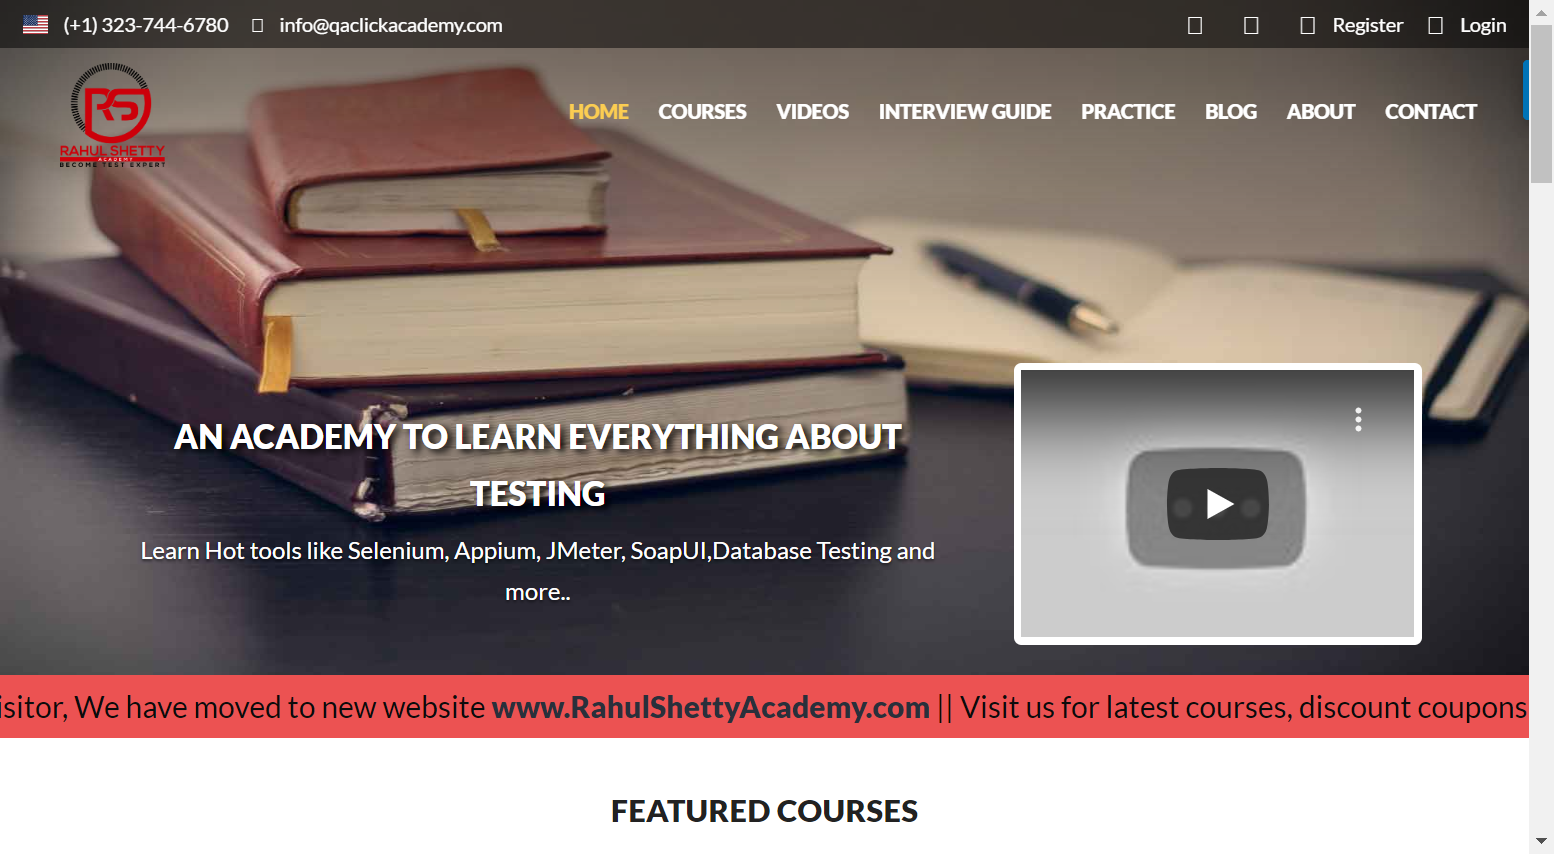 (+1) 323-744-6780 info@qaclickacademy.com Register Login
RAHUL SHETTY
ACADEMY
BECOME TEST EXPERT
HOME COURSES VIDEOS INTERVIEW GUIDE PRACTICE BLOG ABOUT CONTACT
AN ACADEMY TO LEARN EVERYTHING ABOUT
TESTING
Learn Hot tools like Selenium, Appium, JMeter, SoapUI,Database Testing and
more..
isitor, We have moved to new website www.RahulShettyAcademy.com || Visit us for latest courses, discount coupons
FEATURED COURSES